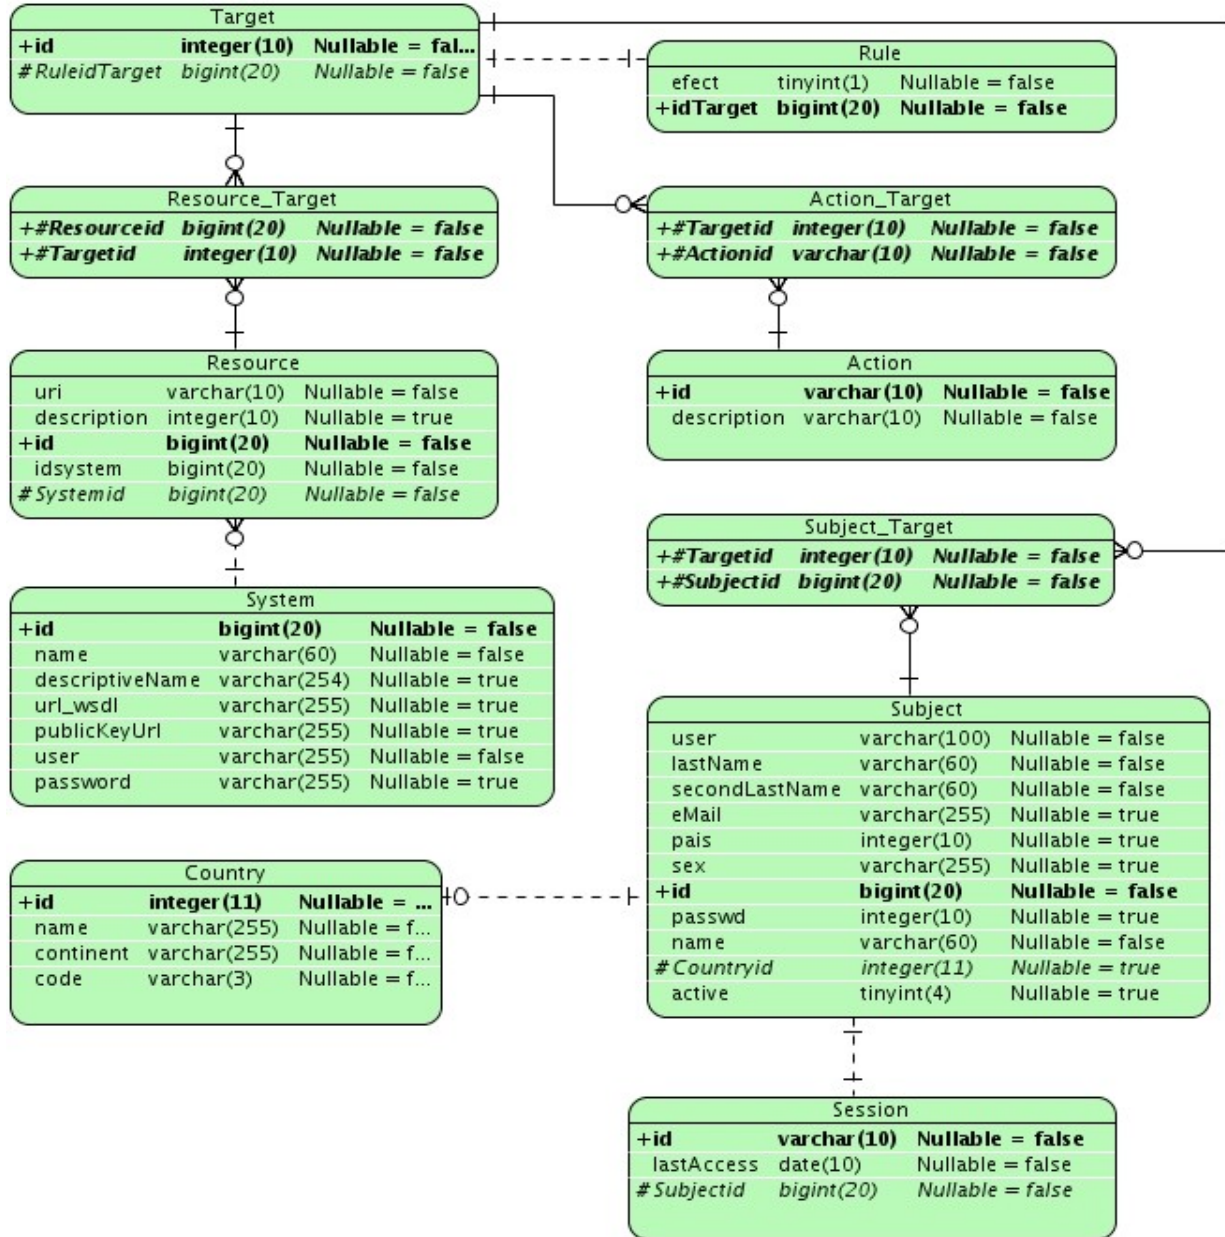 Target
+id integer(10) Nullable = fal...
#RuleidTarget bigint(20) Nullable = false
Rule
efect tinyint(1) Nullable = false
+idTarget bigint(20) Nullable = false
Resource_Target
+#Resourceid bigint(20) Nullable = false
+#Targetid integer(10) Nullable = false
Action_Target
+#Targetid integer(10) Nullable = false
+#Actionid varchar(10) Nullable = false
Resource
uri varchar(10) Nullable = false
description integer(10) Nullable = true
+id bigint(20) Nullable = false
idsystem bigint(20) Nullable = false
#Systemid bigint(20) Nullable = false
Action
+id varchar(10) Nullable = false
description varchar(10) Nullable = false
Subject_Target
+#Targetid integer(10) Nullable = false
+#Subjectid bigint(20) Nullable = false
System
+id bigint(20) Nullable = false
name varchar(60) Nullable = false
descriptiveName varchar(254) Nullable = true
url_wsdl varchar(255) Nullable = true
publicKeyUrl varchar(255) Nullable = true
user varchar(255) Nullable = false
password varchar(255) Nullable = true
Subject
user varchar(100) Nullable = false
lastName varchar(60) Nullable = false
secondLastName varchar(60) Nullable = false
eMail varchar(255) Nullable = true
pais integer(10) Nullable = true
sex varchar(255) Nullable = true
+id bigint(20) Nullable = false
passwd integer(10) Nullable = true
name varchar(60) Nullable = false
#Countryid integer(11) Nullable = true
active tinyint(4) Nullable = true
Country
+id integer(11) Nullable = ...
name varchar(255) Nullable = f...
continent varchar(255) Nullable = f...
code varchar(3) Nullable = f...
Session
+id varchar(10) Nullable = false
lastAccess date(10) Nullable = false
#Subjectid bigint(20) Nullable = false